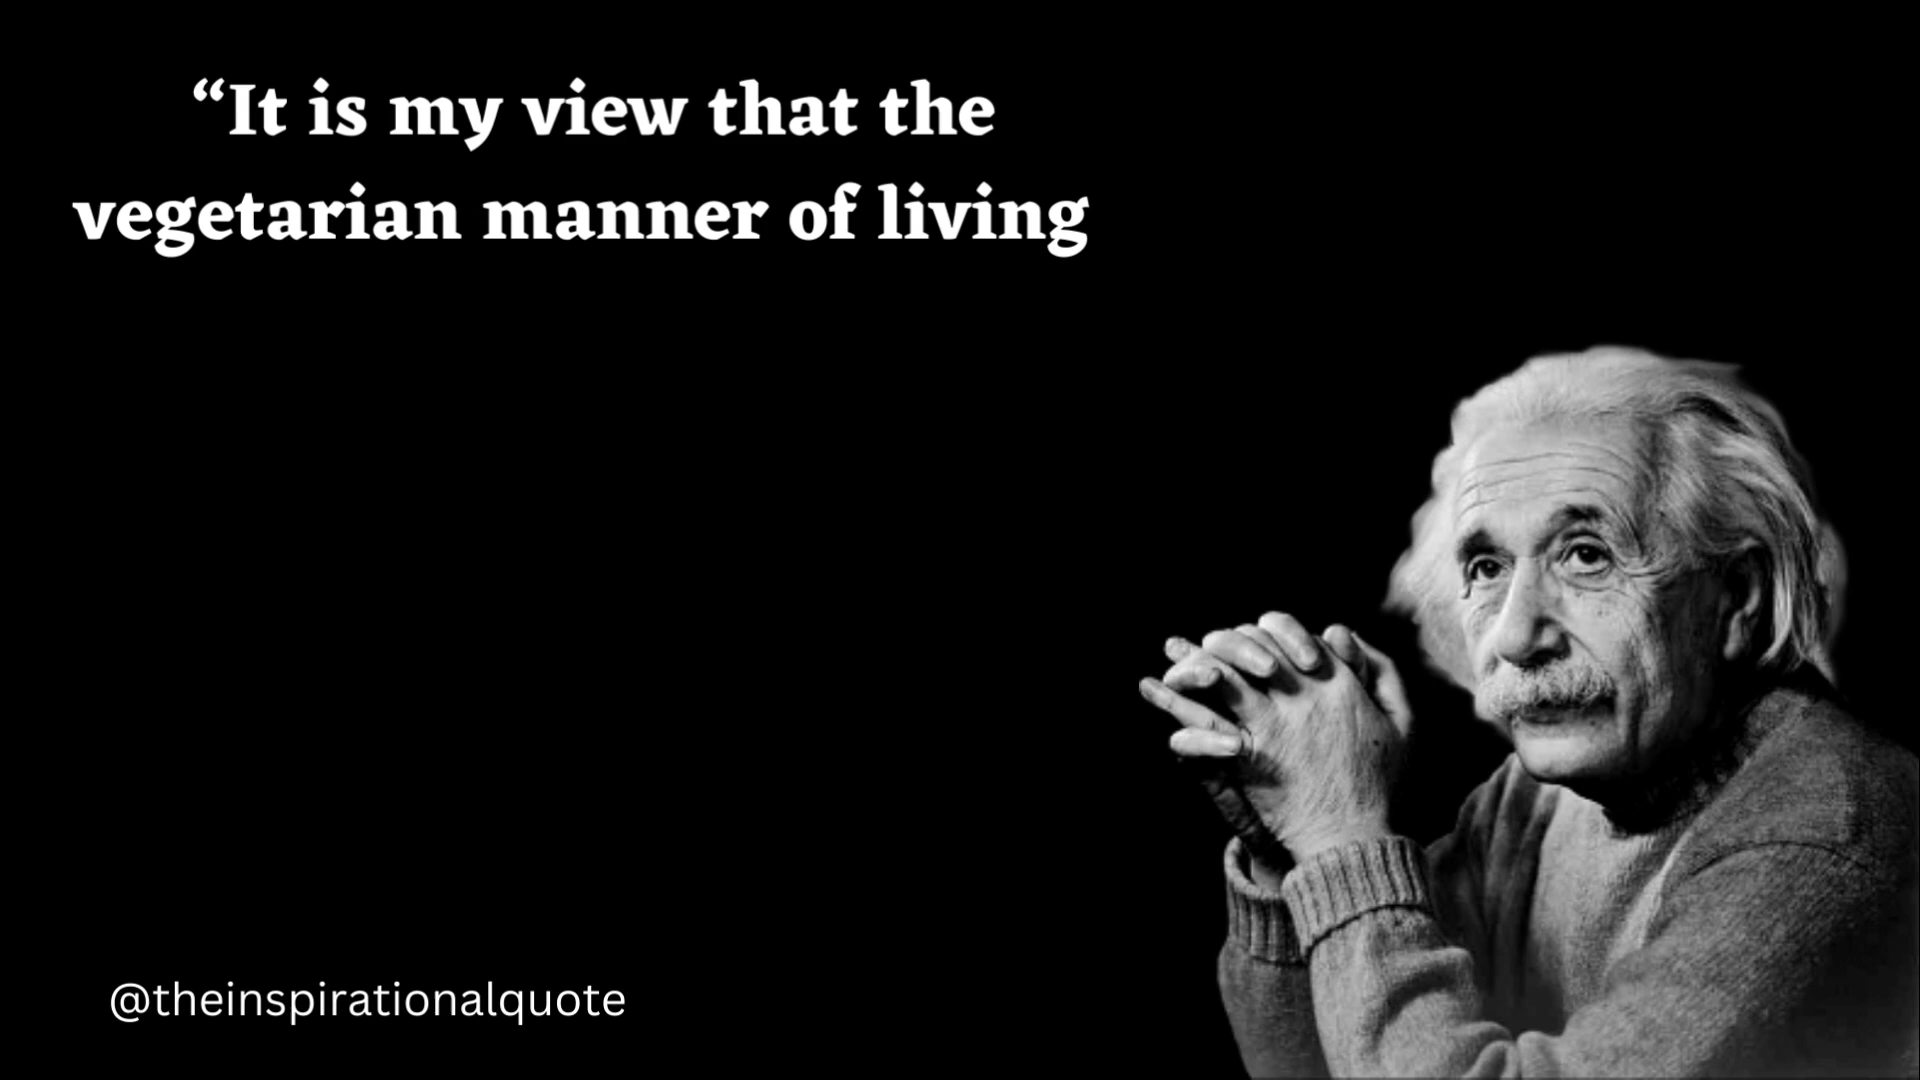 “It is my view that the
vegetarian manner of living
@theinspirationalquote